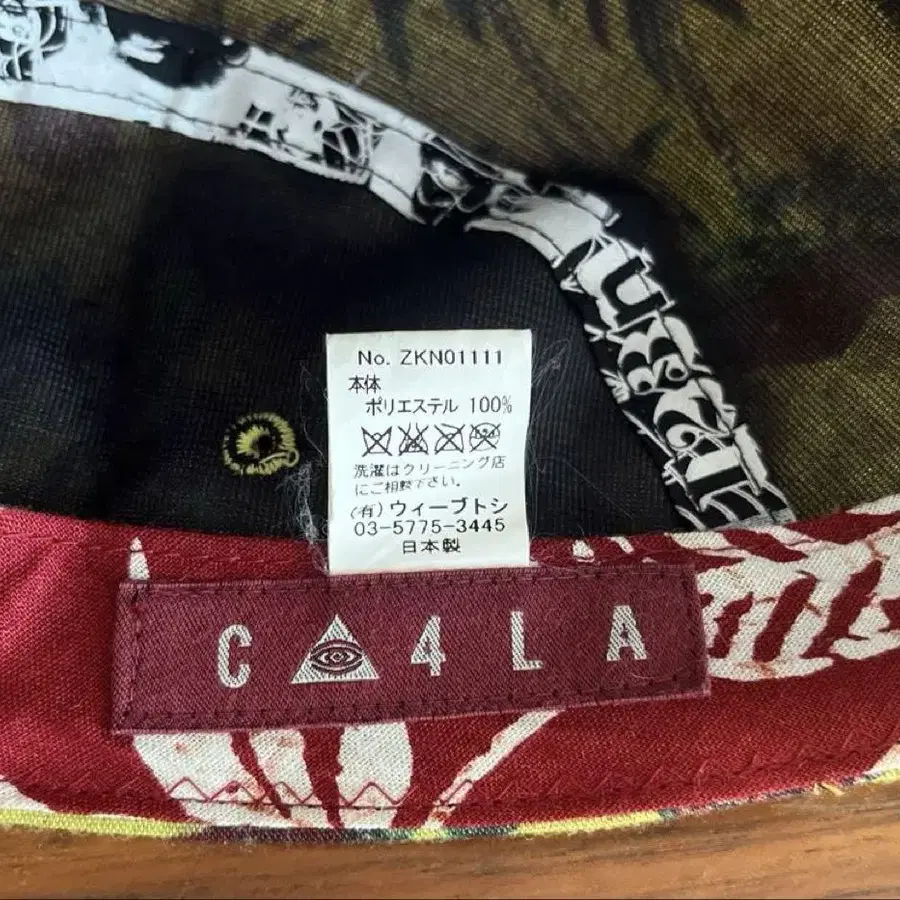 No. ZKN01111
本体
ポリエステル 100%
洗濯はクリーニング店
にご相談下さい。
(有)ウィーブトシ
03-5775-3445
日本製
CA4LA